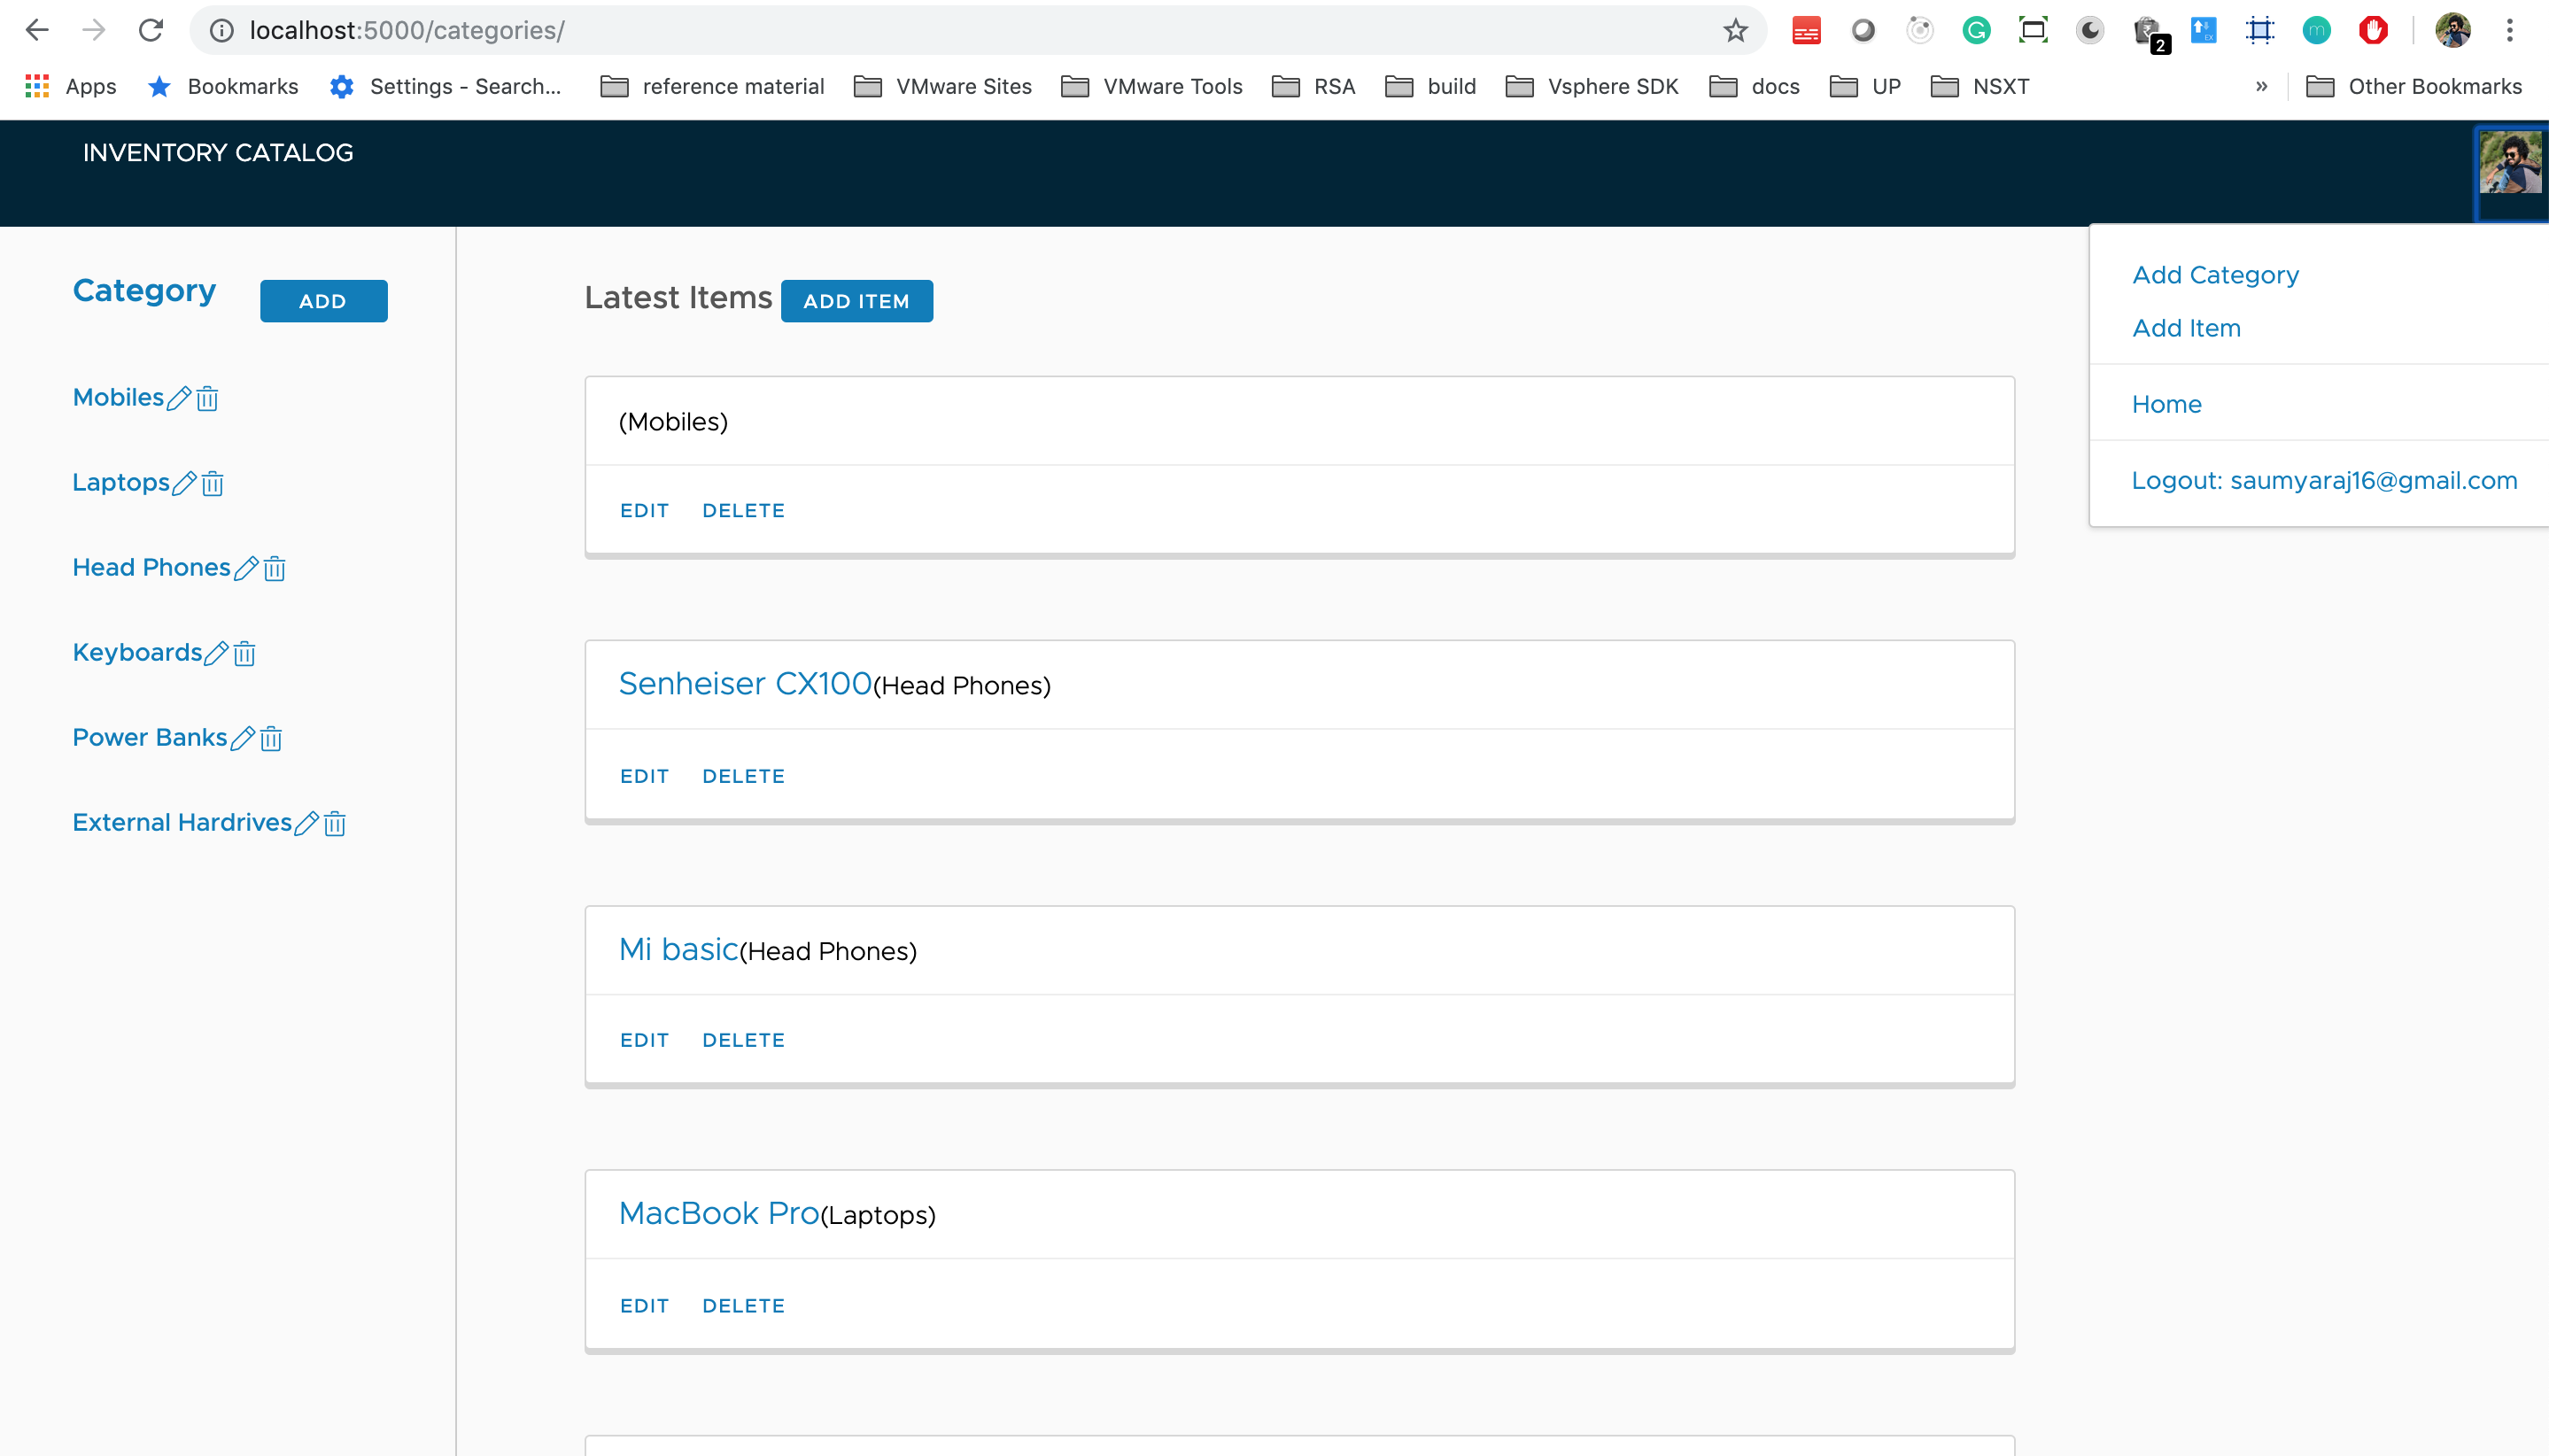 localhost:5000/categories/
2
Apps Bookmarks Settings - Search... reference material VMware Sites VMware Tools RSA build Vsphere SDK docs UP NSXT » Other Bookmarks
INVENTORY CATALOG
Category ADD
Mobiles
Laptops
Head Phones
Keyboards
Power Banks
External Hardrives
Latest Items ADD ITEM
(Mobiles)
EDIT DELETE
Senheiser CX100(Head Phones)
EDIT DELETE
Mi basic(Head Phones)
EDIT DELETE
MacBook Pro(Laptops)
EDIT DELETE
Add Category
Add Item
Home
Logout: saumyaraj16@gmail.com